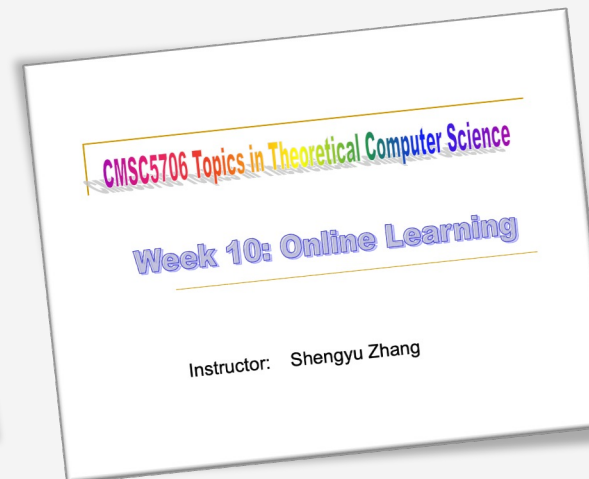 CMSC5706 Topics in Theoretical Computer Science
Week 10: Online Learning
Instructor: Shengyu Zhang